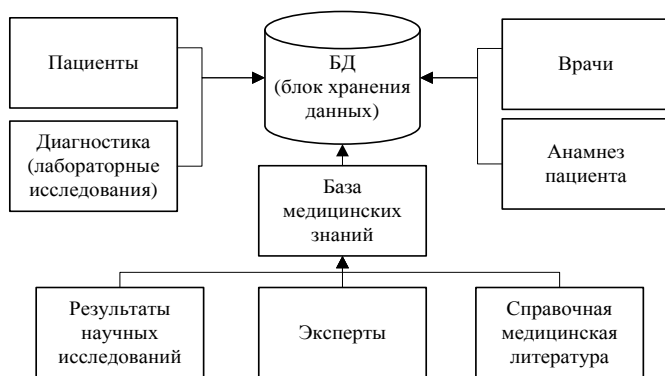 Пациенты
БД
(блок хранения
данных)
Врачи
Диагностика
(лабораторные
исследования)
Анамнез
пациента
База
медицинских
знаний
Результаты
научных
исследований
Эксперты
Справочная
медицинская
литература